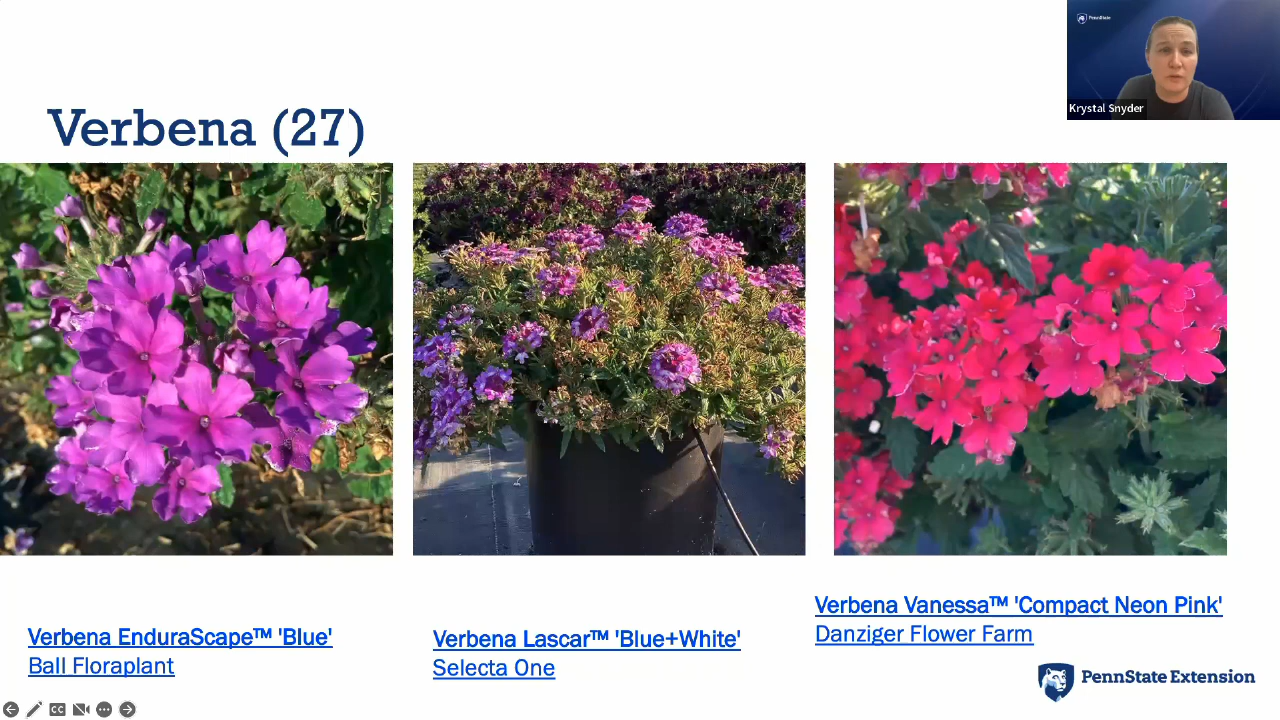 PennState
Krystal Snyder
Verbena (27)
Verbena EnduraScape™ 'Blue'
Ball Floraplant
Verbena Lascar™ 'Blue+White'
Selecta One
Verbena Vanessa™ 'Compact Neon Pink'
Danziger Flower Farm
PennState Extension
CC